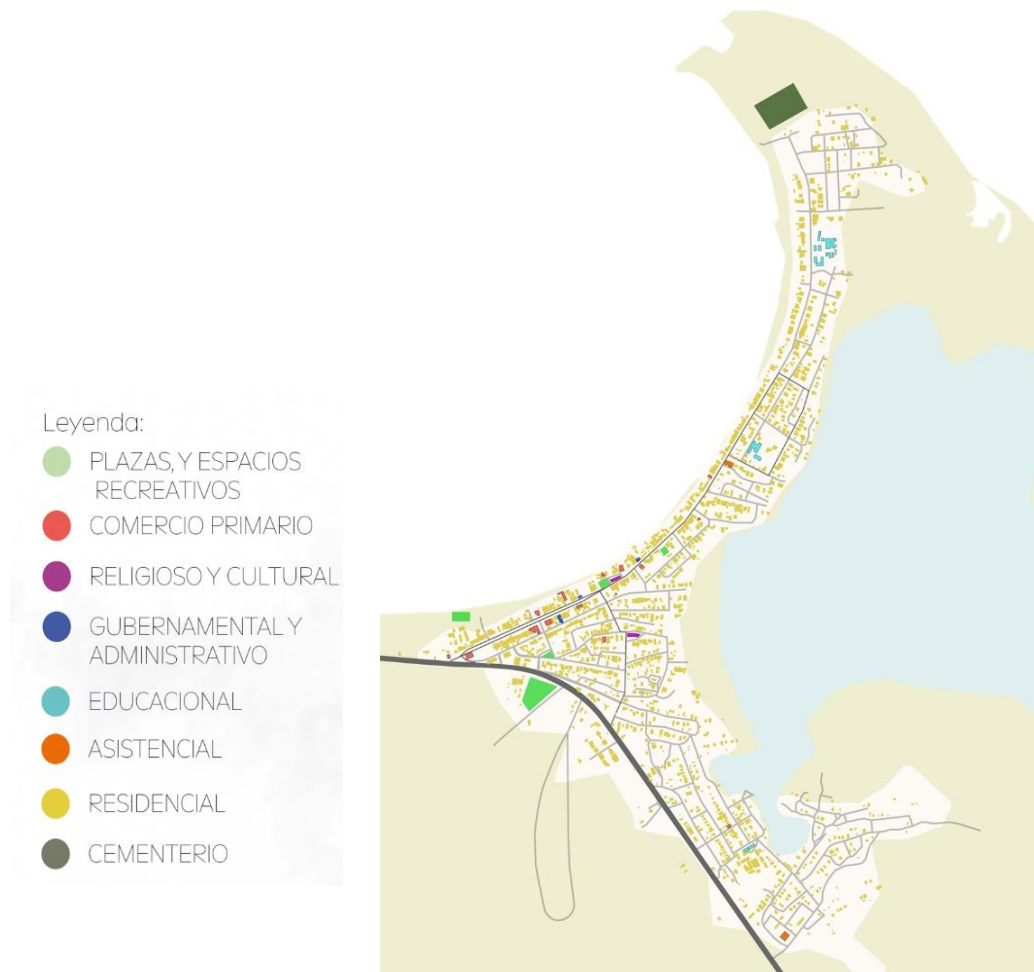 Leyenda:
PLAZAS, Y ESPACIOS
RECREATIVOS
COMERCIO PRIMARIO
RELIGIOSO Y CULTURAL
GUBERNAMENTAL Y
ADMINISTRATIVO
EDUCACIONAL
ASISTENCIAL
RESIDENCIAL
CEMENTERIO